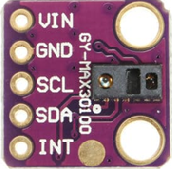 VIN
GND
SCL
SDA
INT
GY-MAX30100